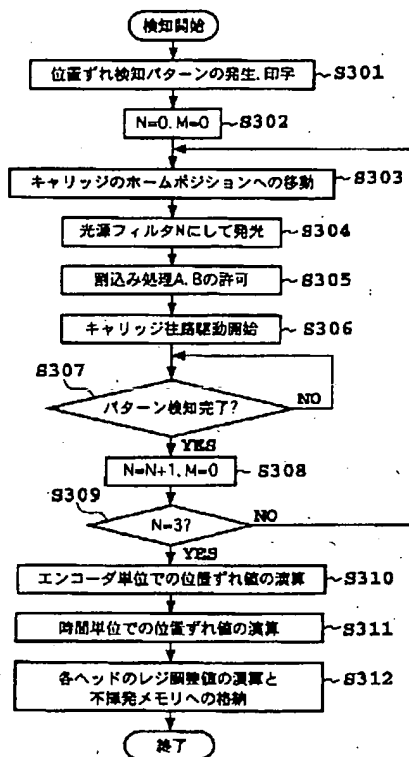 検知開始
位置ずれ検知パターンの発生.印字
S301
N=0.M=0
S302
キャリッジのホームポジションへの移動
S303
光源フィルタNにして発光
S304
割込み処理A.Bの許可
S305
キャリッジ往路駆動開始
S306
S307
パターン検知完了?
NO
YES
N=N+1.M=0
S308
S309
N=3?
NO
YES
エンコーダ単位での位置ずれ値の演算
S310
時間単位での位置ずれ値の演算
S311
各ヘッドのレジ調整値の演算と
不揮発メモリへの格納
S312
終了